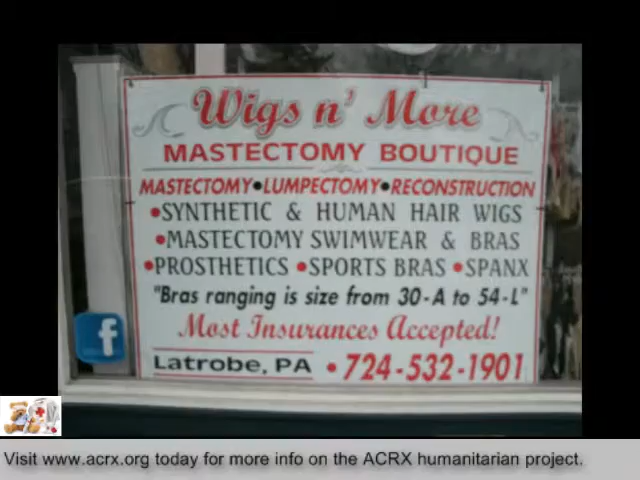 Wigs n' More
MASTECTOMY BOUTIQUE
MASTECTOMY•LUMPECTOMY•RECONSTRUCTION
•SYNTHETIC & HUMAN HAIR WIGS
•MASTECTOMY SWIMWEAR & BRAS
•PROSTHETICS •SPORTS BRAS •SPANX
"Bras ranging is size from 30-A to 54-L"
Most Insurances Accepted!
f
LATROBE, PA • 724-532-1901
Visit www.acrx.org today for more info on the ACRX humanitarian project.